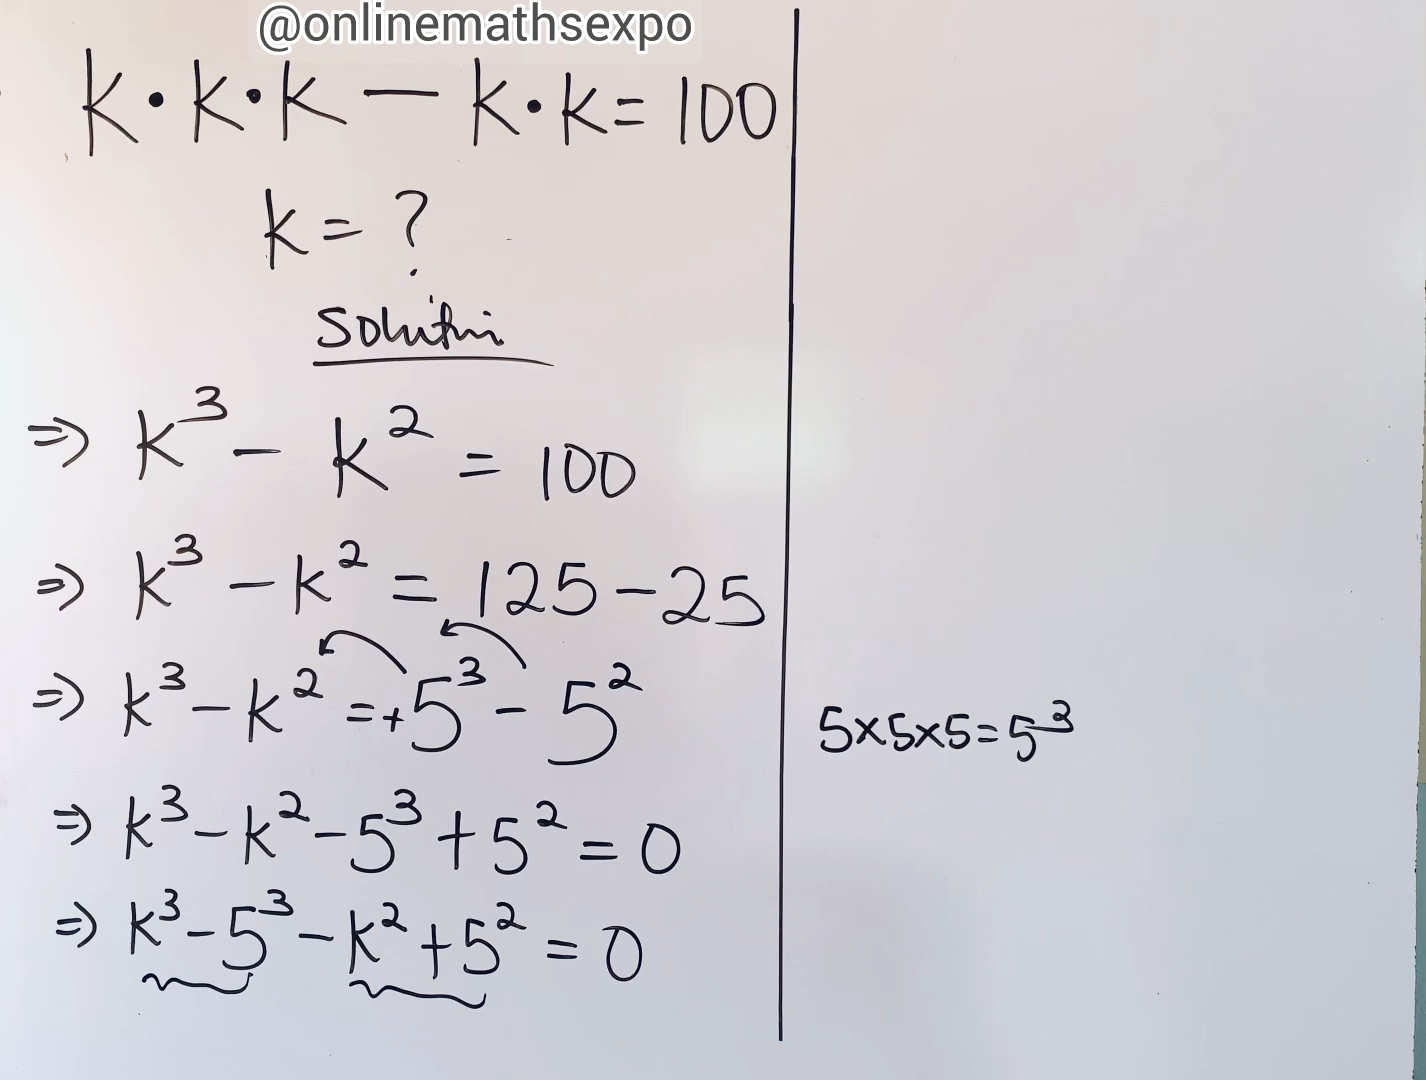 @onlinemathsexpo
k·k·k — k·k = 100
k = ?
Solution
⇒ k³ - k² = 100
⇒ k³ - k² = 125 - 25
⇒ k³ - k² = +5³ - 5²
5×5×5=5³
⇒ k³ - k² - 5³ + 5² = 0
⇒ k³ - 5³ - k² + 5² = 0